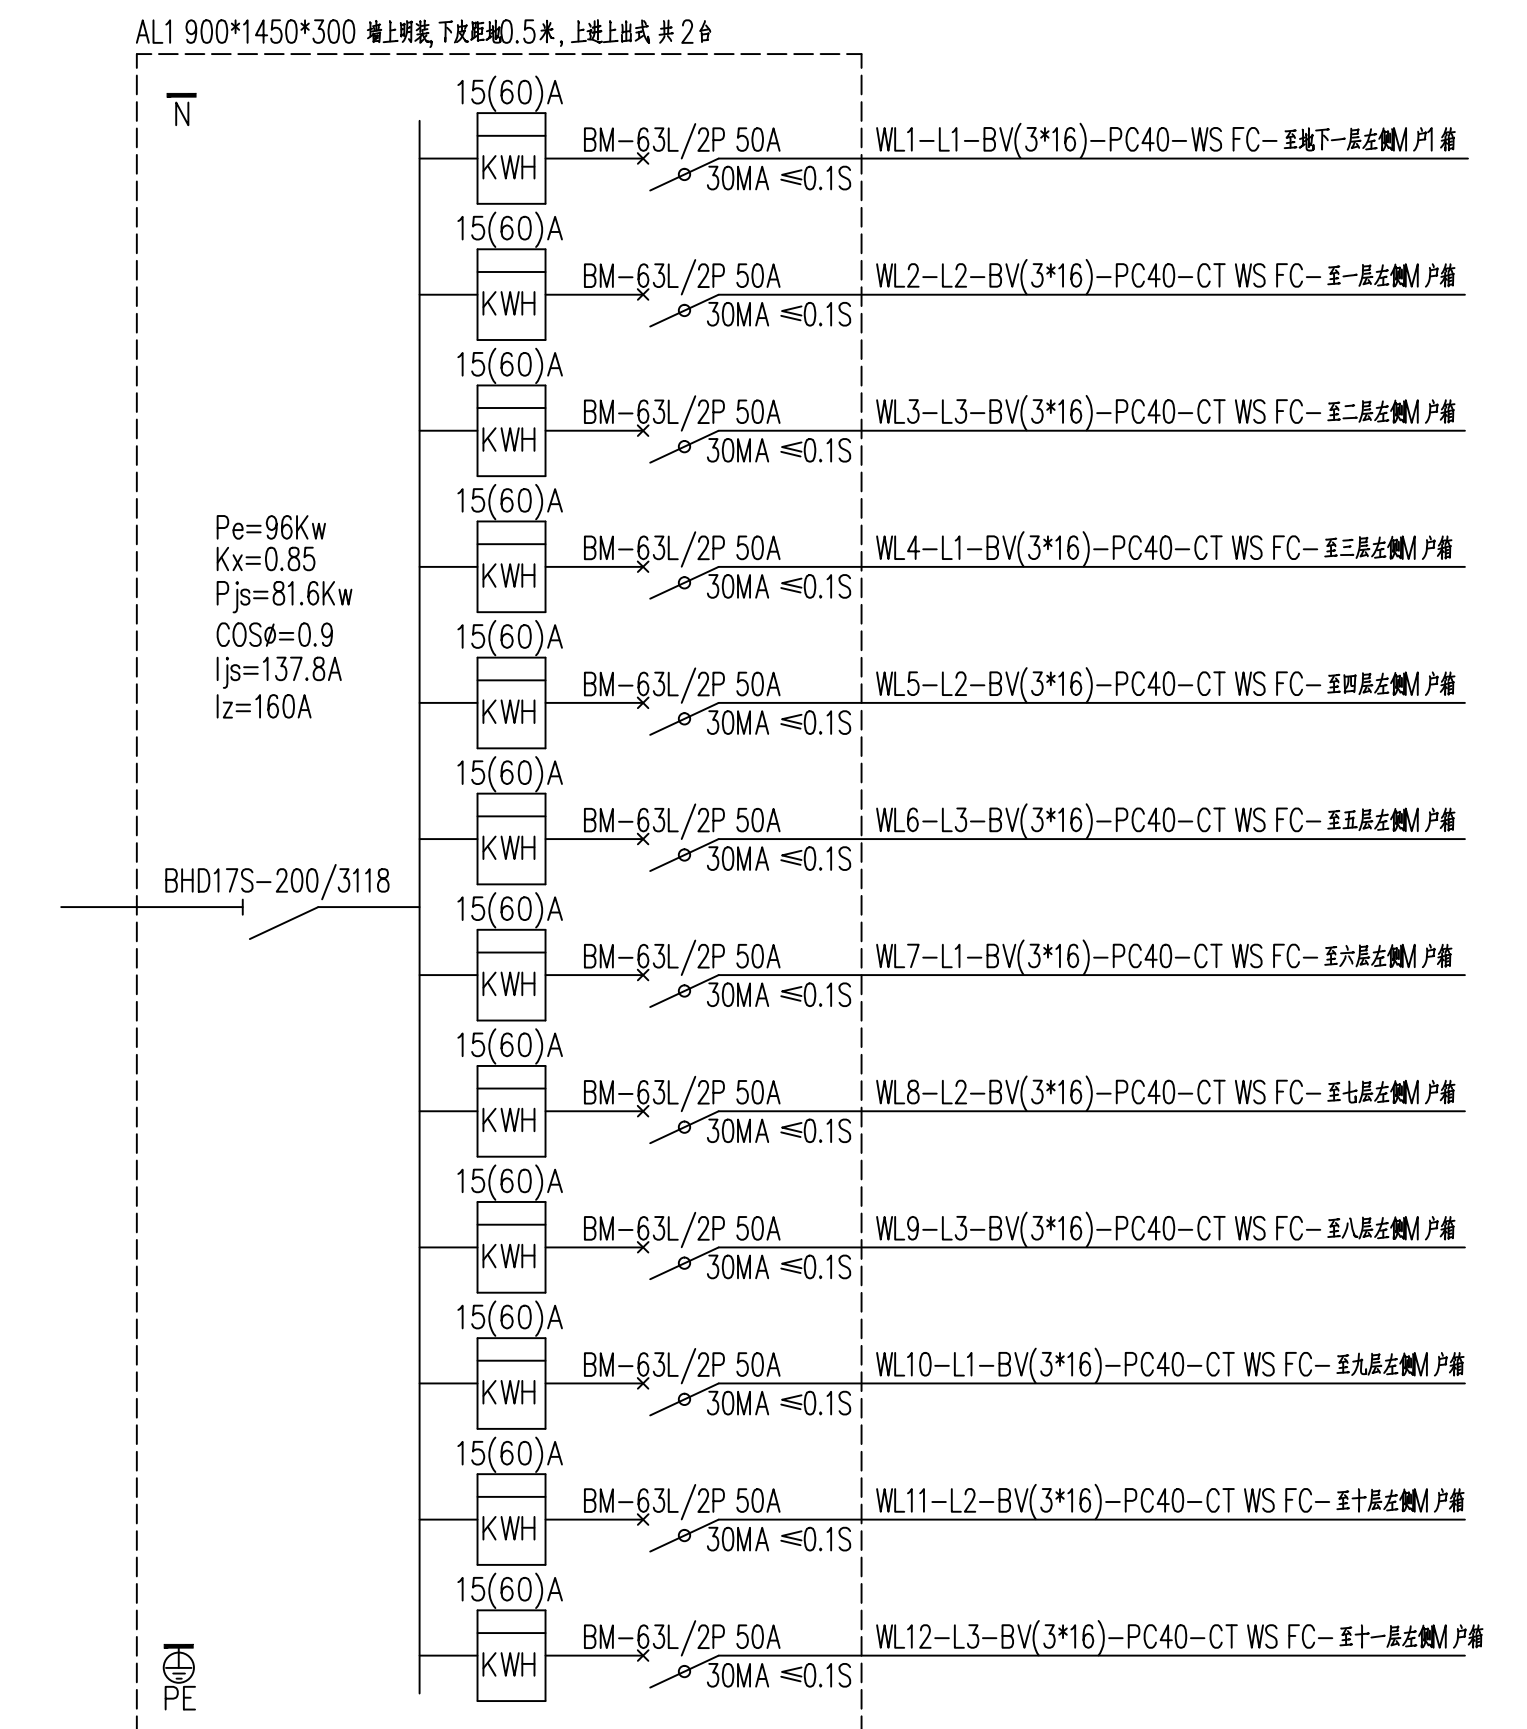 AL1 900*1450*300 墙上明装,下皮距地0.5米,上进上出式 共2台
N
15(60)A
KWH
BM-63L/2P 50A
30MA ≤0.1S
WL1-L1-BV(3*16)-PC40-WS FC-至地下一层左侧M户1箱
15(60)A
KWH
BM-63L/2P 50A
30MA ≤0.1S
WL2-L2-BV(3*16)-PC40-CT WS FC-至一层左侧M户箱
15(60)A
KWH
BM-63L/2P 50A
30MA ≤0.1S
WL3-L3-BV(3*16)-PC40-CT WS FC-至二层左侧M户箱
15(60)A
KWH
BM-63L/2P 50A
30MA ≤0.1S
WL4-L1-BV(3*16)-PC40-CT WS FC-至三层左侧M户箱
Pe=96Kw
Kx=0.85
Pjs=81.6Kw
COSø=0.9
Ijs=137.8A
Iz=160A
15(60)A
KWH
BM-63L/2P 50A
30MA ≤0.1S
WL5-L2-BV(3*16)-PC40-CT WS FC-至四层左侧M户箱
15(60)A
KWH
BM-63L/2P 50A
30MA ≤0.1S
WL6-L3-BV(3*16)-PC40-CT WS FC-至五层左侧M户箱
BHD17S-200/3118
15(60)A
KWH
BM-63L/2P 50A
30MA ≤0.1S
WL7-L1-BV(3*16)-PC40-CT WS FC-至六层左侧M户箱
15(60)A
KWH
BM-63L/2P 50A
30MA ≤0.1S
WL8-L2-BV(3*16)-PC40-CT WS FC-至七层左侧M户箱
15(60)A
KWH
BM-63L/2P 50A
30MA ≤0.1S
WL9-L3-BV(3*16)-PC40-CT WS FC-至八层左侧M户箱
15(60)A
KWH
BM-63L/2P 50A
30MA ≤0.1S
WL10-L1-BV(3*16)-PC40-CT WS FC-至九层左侧M户箱
15(60)A
KWH
BM-63L/2P 50A
30MA ≤0.1S
WL11-L2-BV(3*16)-PC40-CT WS FC-至十层左侧M户箱
15(60)A
KWH
BM-63L/2P 50A
30MA ≤0.1S
WL12-L3-BV(3*16)-PC40-CT WS FC-至十一层左侧M户箱
PE